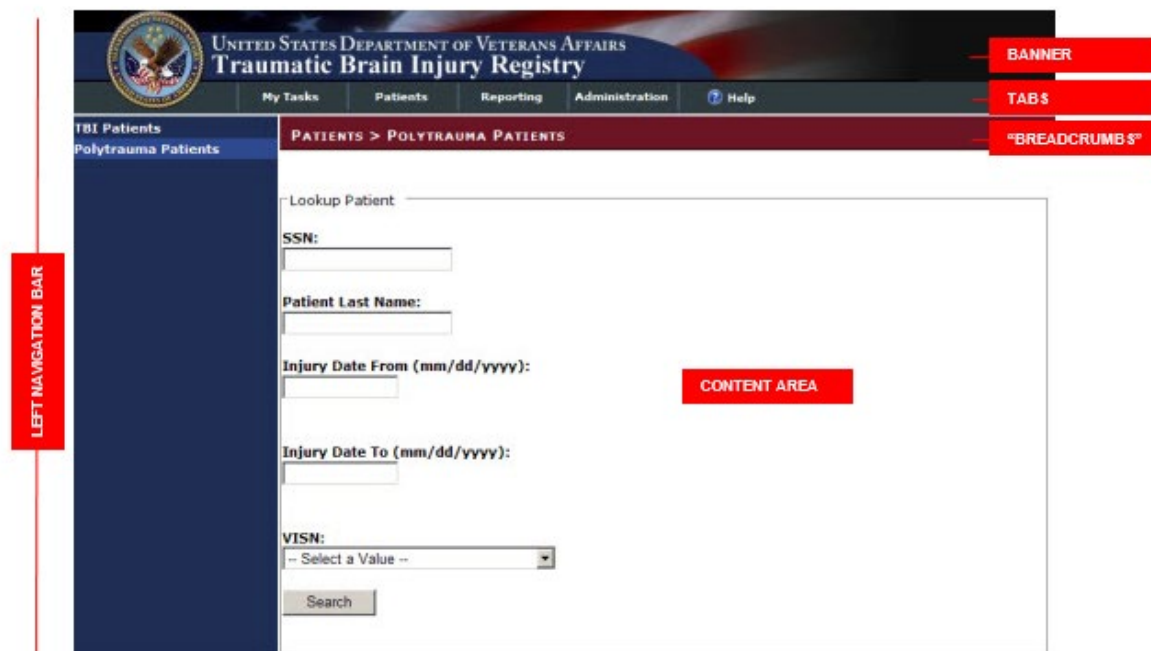 UNITED STATES DEPARTMENT OF VETERANS AFFAIRS
Traumatic Brain Injury Registry
BANNER
My Tasks Patients Reporting Administration ? Help
TABS
TBI Patients
Polytrauma Patients
PATIENTS > POLYTRAUMA PATIENTS
"BREADCRUMBS"
Lookup Patient
SSN:
Patient Last Name:
Injury Date From (mm/dd/yyyy):
CONTENT AREA
LEFT NAVIGATION BAR
Injury Date To (mm/dd/yyyy):
VISN:
-- Select a Value --
Search